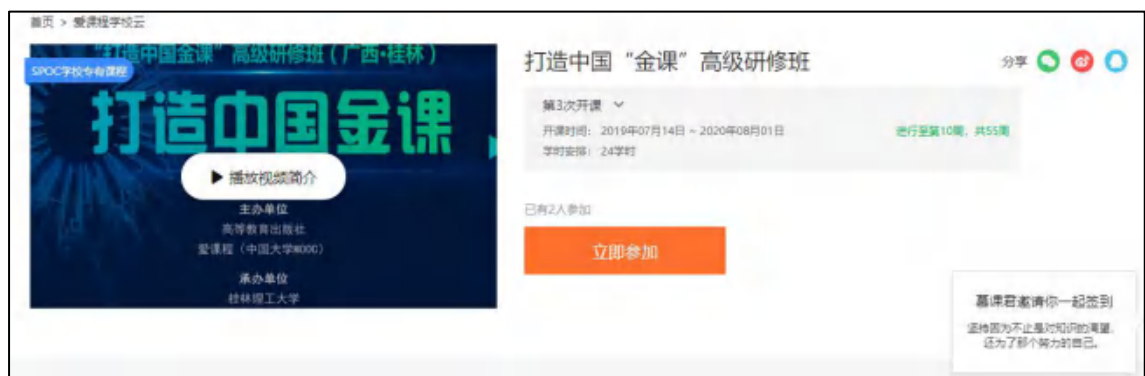 首页 > 爱课程学校云
“打造中国金课”高级研修班(广西·桂林)
SPOC学校专有课程
打造中国金课
▶ 播放视频简介
主办单位
高等教育出版社
爱课程(中国大学MOOC)
承办单位
桂林理工大学
打造中国“金课”高级研修班
分享
第3次开课
开课时间: 2019年07月14日 ~ 2020年08月01日
进行至第10周, 共55周
学时安排: 24学时
已有2人参加
立即参加
慕课君邀请你一起签到
坚持因为不止是对知识的渴望,
还为了那个努力的自己。